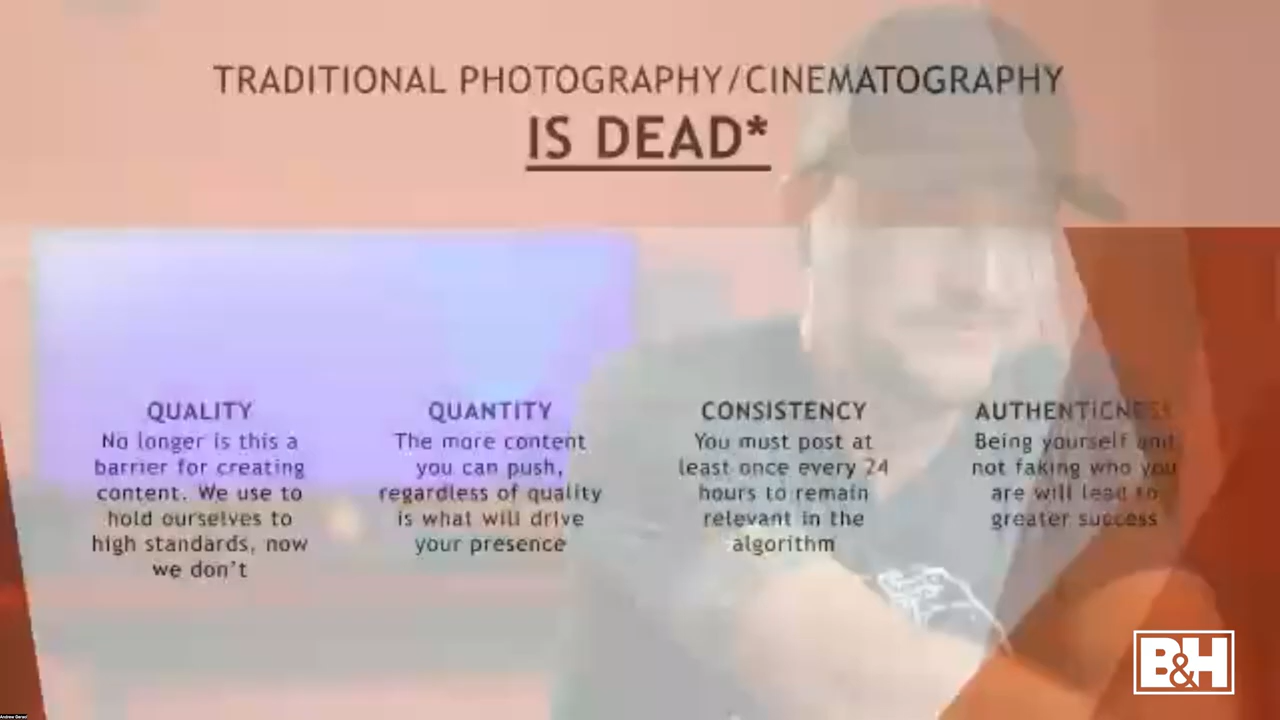 TRADITIONAL PHOTOGRAPHY/CINEMATOGRAPHY
IS DEAD*
QUALITY
No longer is this a
barrier for creating
content. We use to
hold ourselves to
high standards, now
we don't
QUANTITY
The more content
you can push,
regardless of quality
is what will drive
your presence
CONSISTENCY
You must post at
least once every 24
hours to remain
relevant in the
algorithm
AUTHENTICNESS
Being yourself and
not faking who you
are will lead to
greater success
B&H